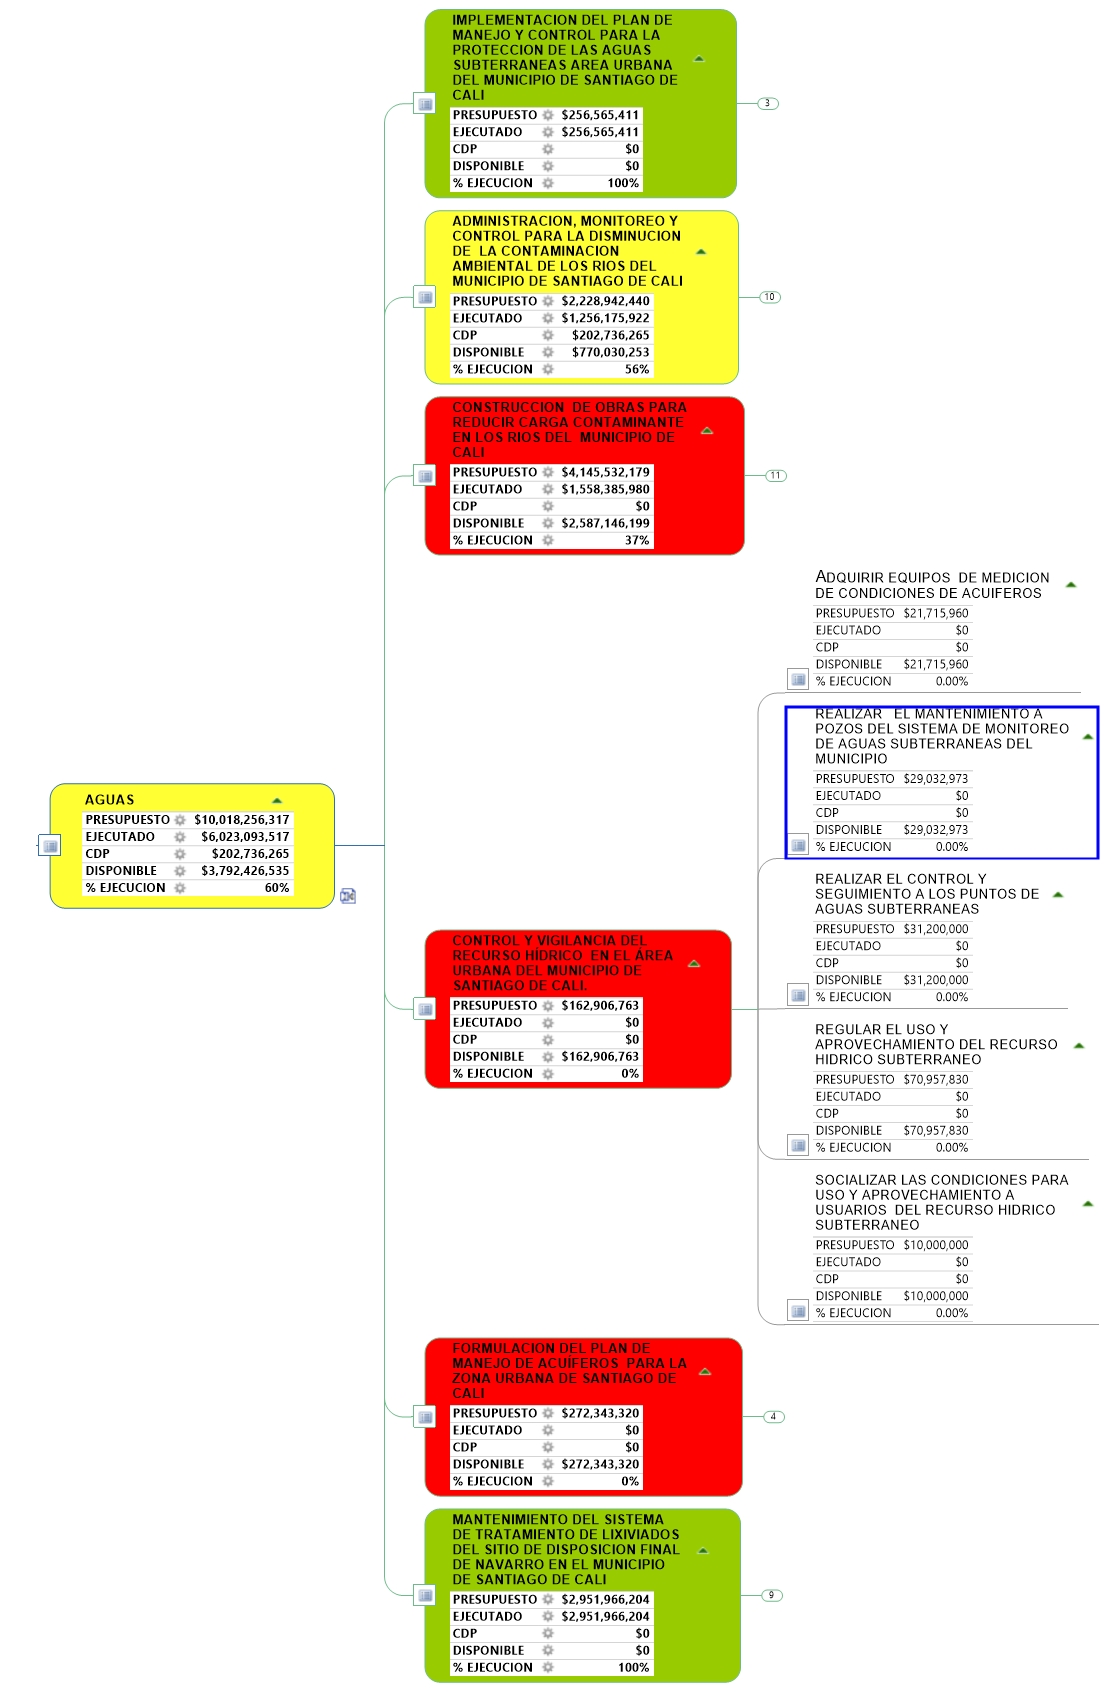 IMPLEMENTACION DEL PLAN DE
MANEJO Y CONTROL PARA LA
PROTECCION DE LAS AGUAS
SUBTERRANEAS AREA URBANA
DEL MUNICIPIO DE SANTIAGO DE
CALI
PRESUPUESTO $256,565,411
EJECUTADO $256,565,411
CDP $0
DISPONIBLE $0
% EJECUCION 100%
3
ADMINISTRACION, MONITOREO Y
CONTROL PARA LA DISMINUCION
DE LA CONTAMINACION
AMBIENTAL DE LOS RIOS DEL
MUNICIPIO DE SANTIAGO DE CALI
PRESUPUESTO $2,228,942,440
EJECUTADO $1,256,175,922
CDP $202,736,265
DISPONIBLE $770,030,253
% EJECUCION 56%
10
CONSTRUCCION DE OBRAS PARA
REDUCIR CARGA CONTAMINANTE
EN LOS RIOS DEL MUNICIPIO DE
CALI
PRESUPUESTO $4,145,532,179
EJECUTADO $1,558,385,980
CDP $0
DISPONIBLE $2,587,146,199
% EJECUCION 37%
11
AGUAS
PRESUPUESTO $10,018,256,317
EJECUTADO $6,023,093,517
CDP $202,736,265
DISPONIBLE $3,792,426,535
% EJECUCION 60%
CONTROL Y VIGILANCIA DEL
RECURSO HÍDRICO EN EL ÁREA
URBANA DEL MUNICIPIO DE
SANTIAGO DE CALI.
PRESUPUESTO $162,906,763
EJECUTADO $0
CDP $0
DISPONIBLE $162,906,763
% EJECUCION 0%
ADQUIRIR EQUIPOS DE MEDICION
DE CONDICIONES DE ACUIFEROS
PRESUPUESTO $21,715,960
EJECUTADO $0
CDP $0
DISPONIBLE $21,715,960
% EJECUCION 0.00%
REALIZAR EL MANTENIMIENTO A
POZOS DEL SISTEMA DE MONITOREO
DE AGUAS SUBTERRANEAS DEL
MUNICIPIO
PRESUPUESTO $29,032,973
EJECUTADO $0
CDP $0
DISPONIBLE $29,032,973
% EJECUCION 0.00%
REALIZAR EL CONTROL Y
SEGUIMIENTO A LOS PUNTOS DE
AGUAS SUBTERRANEAS
PRESUPUESTO $31,200,000
EJECUTADO $0
CDP $0
DISPONIBLE $31,200,000
% EJECUCION 0.00%
REGULAR EL USO Y
APROVECHAMIENTO DEL RECURSO
HIDRICO SUBTERRANEO
PRESUPUESTO $70,957,830
EJECUTADO $0
CDP $0
DISPONIBLE $70,957,830
% EJECUCION 0.00%
SOCIALIZAR LAS CONDICIONES PARA
USO Y APROVECHAMIENTO A
USUARIOS DEL RECURSO HIDRICO
SUBTERRANEO
PRESUPUESTO $10,000,000
EJECUTADO $0
CDP $0
DISPONIBLE $10,000,000
% EJECUCION 0.00%
FORMULACION DEL PLAN DE
MANEJO DE ACUÍFEROS PARA LA
ZONA URBANA DE SANTIAGO DE
CALI
PRESUPUESTO $272,343,320
EJECUTADO $0
CDP $0
DISPONIBLE $272,343,320
% EJECUCION 0%
4
MANTENIMIENTO DEL SISTEMA
DE TRATAMIENTO DE LIXIVIADOS
DEL SITIO DE DISPOSICION FINAL
DE NAVARRO EN EL MUNICIPIO
DE SANTIAGO DE CALI
PRESUPUESTO $2,951,966,204
EJECUTADO $2,951,966,204
CDP $0
DISPONIBLE $0
% EJECUCION 100%
9